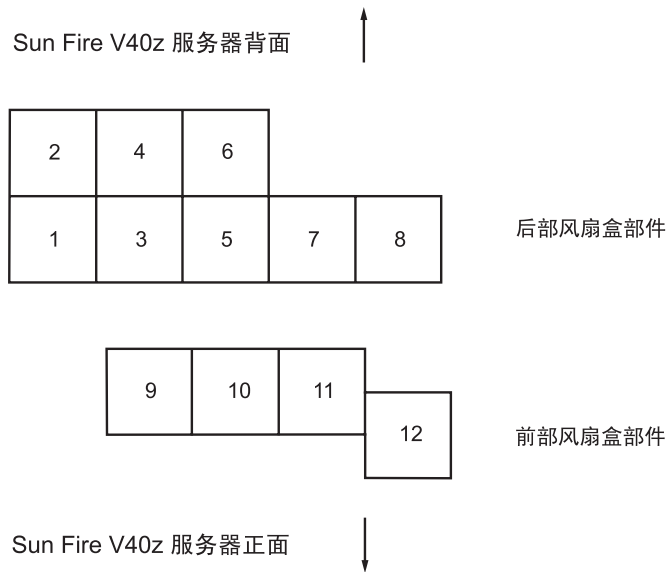 Sun Fire V40z 服务器背面
2 4 6
1 3 5 7 8
后部风扇盒部件
9 10 11
12
前部风扇盒部件
Sun Fire V40z 服务器正面